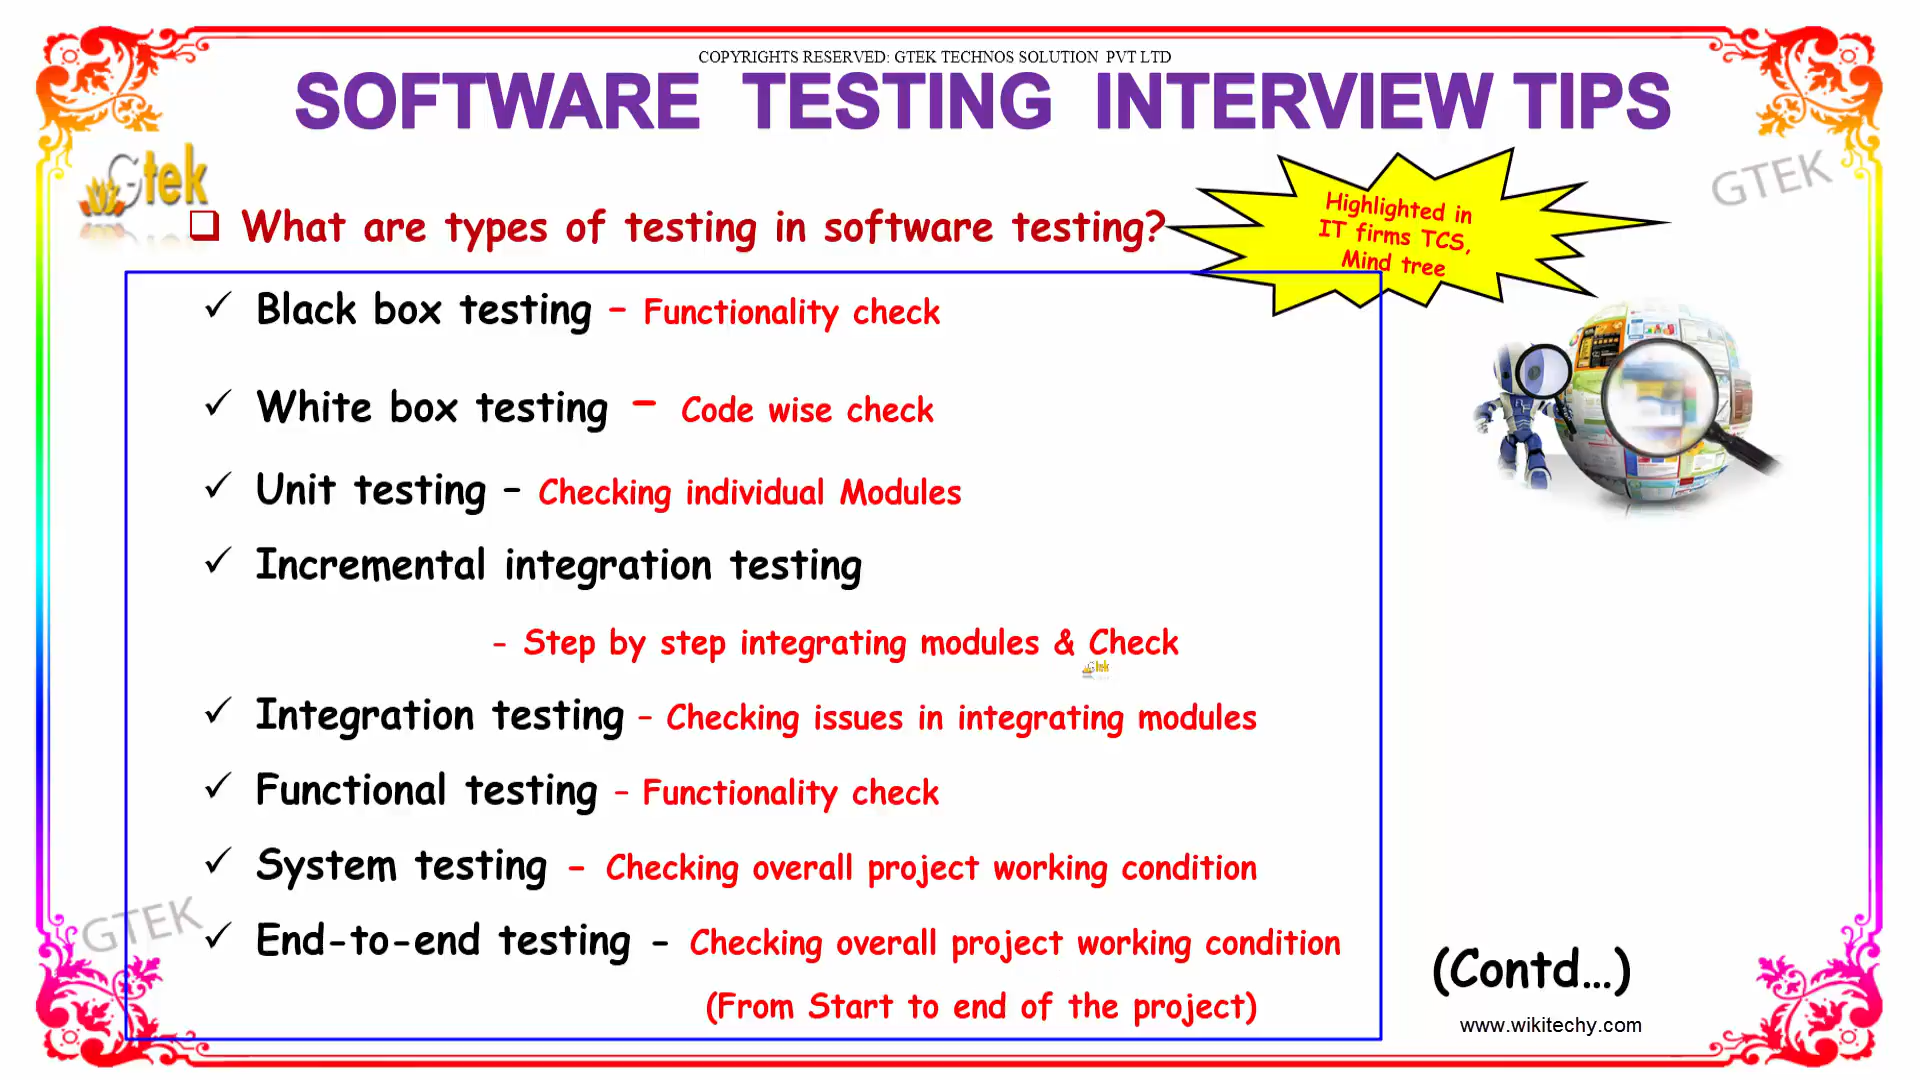 COPYRIGHTS RESERVED: GTEK TECHNOS SOLUTION PVT LTD
SOFTWARE TESTING INTERVIEW TIPS
Gtek
GTEK
What are types of testing in software testing?
Highlighted in
IT firms TCS,
Mind tree
✓ Black box testing – Functionality check
✓ White box testing – Code wise check
✓ Unit testing – Checking individual Modules
✓ Incremental integration testing
- Step by step integrating modules & Check
Gtek
✓ Integration testing – Checking issues in integrating modules
✓ Functional testing – Functionality check
✓ System testing – Checking overall project working condition
✓ End-to-end testing - Checking overall project working condition
(From Start to end of the project)
GTEK
(Contd...)
www.wikitechy.com